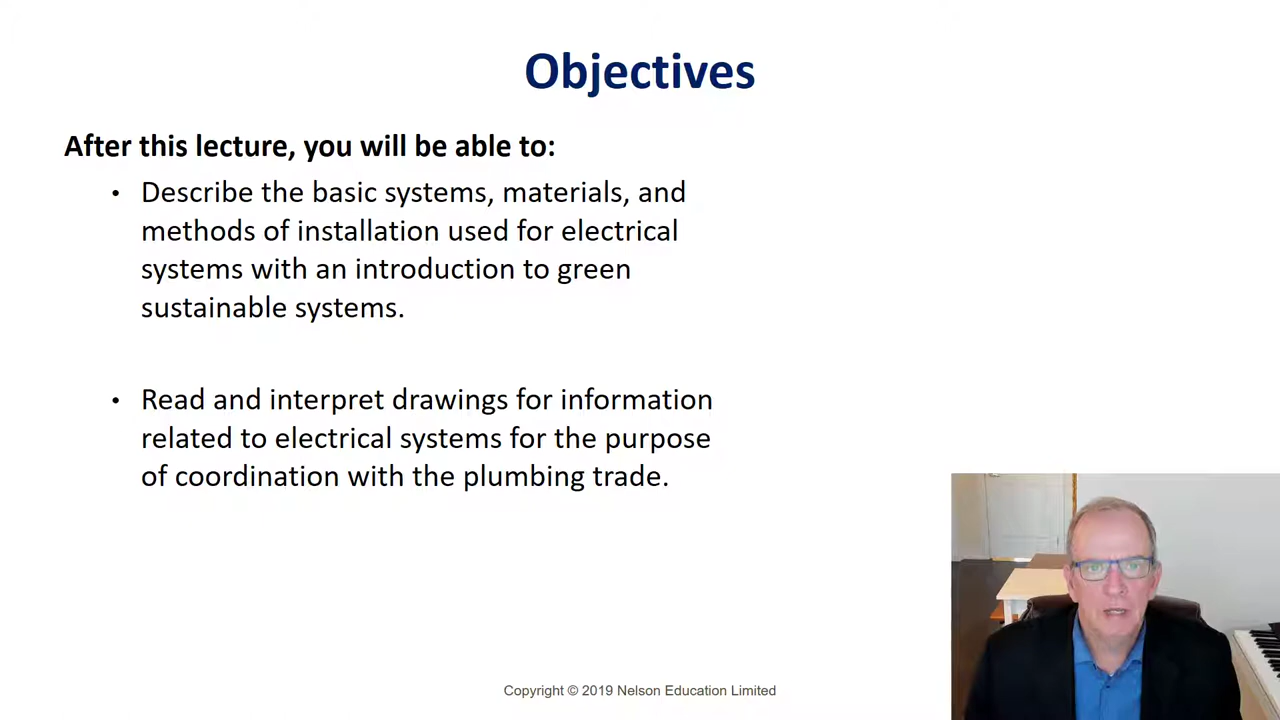 Objectives
After this lecture, you will be able to:
• Describe the basic systems, materials, and
methods of installation used for electrical
systems with an introduction to green
sustainable systems.
• Read and interpret drawings for information
related to electrical systems for the purpose
of coordination with the plumbing trade.
Copyright © 2019 Nelson Education Limited